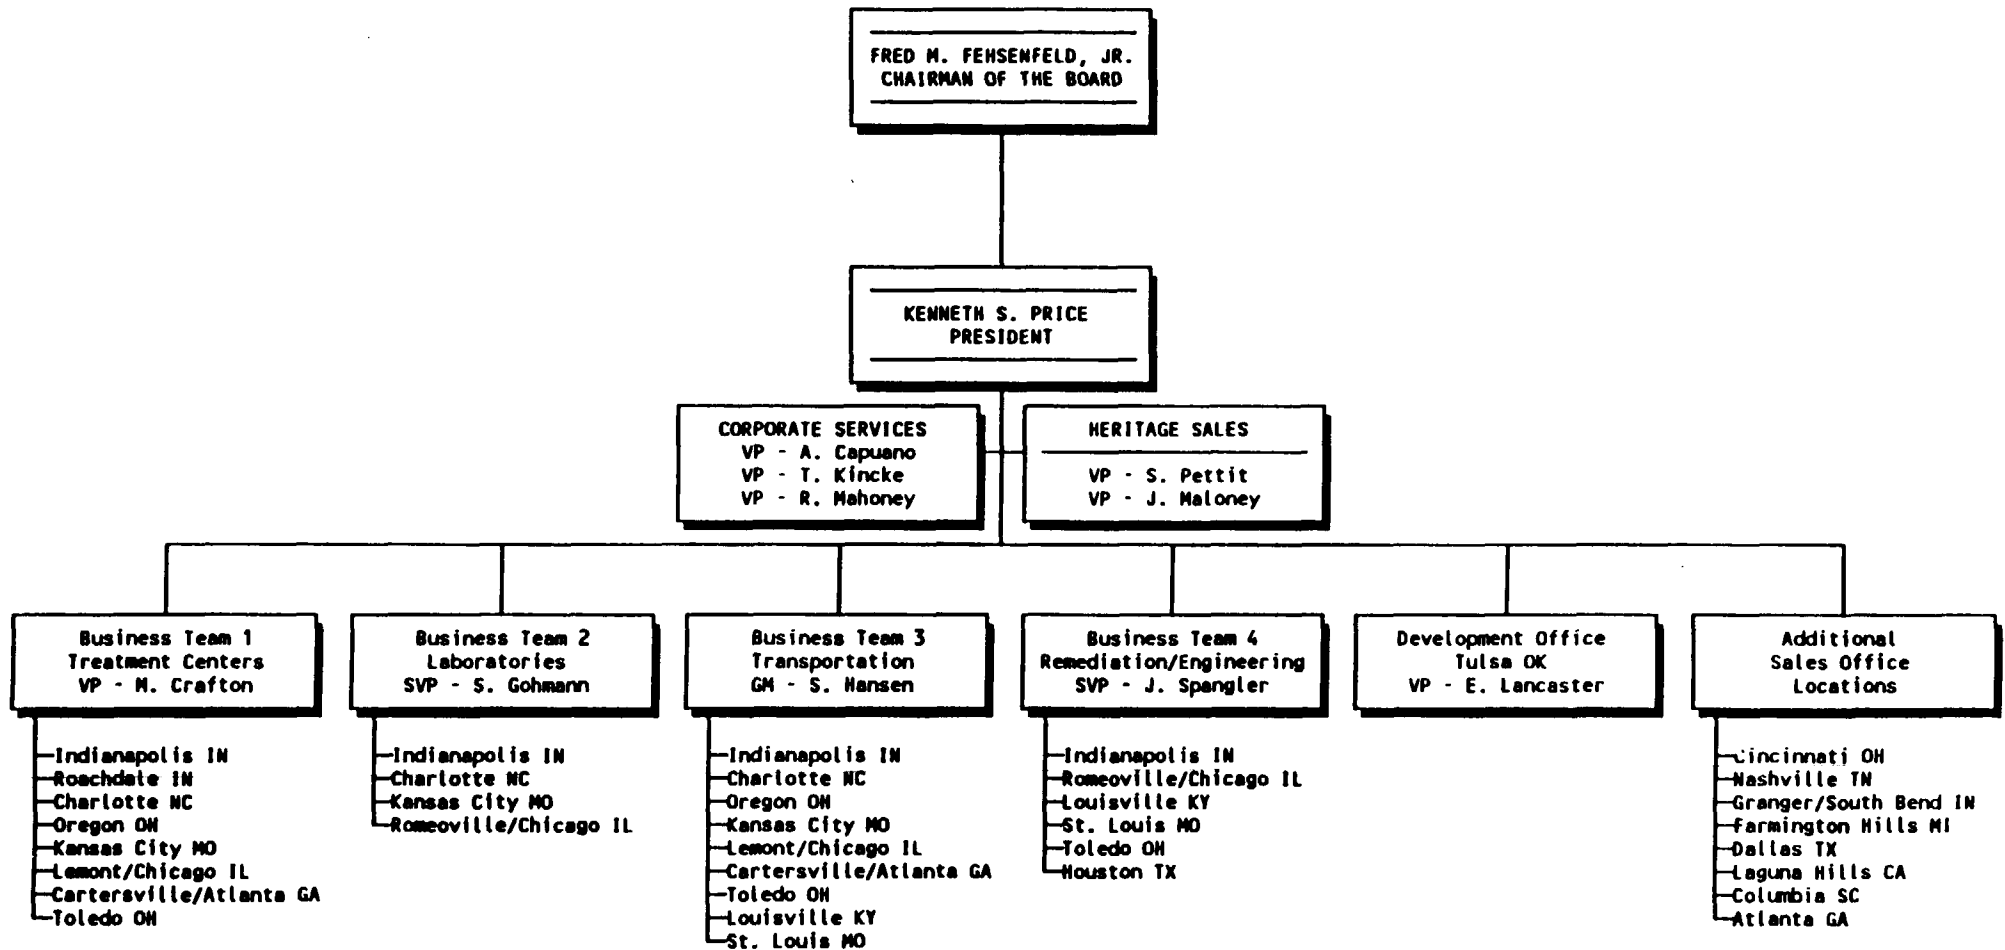 FRED M. FEHSENFELD, JR.
CHAIRMAN OF THE BOARD
KENNETH S. PRICE
PRESIDENT
CORPORATE SERVICES
VP - A. Capuano
VP - T. Kincke
VP - R. Mahoney
HERITAGE SALES
VP - S. Pettit
VP - J. Maloney
Business Team 1
Treatment Centers
VP - M. Crafton
Indianapolis IN
Roachdale IN
Charlotte NC
Oregon OH
Kansas City MO
Lemont/Chicago IL
Cartersville/Atlanta GA
Toledo OH
Business Team 2
Laboratories
SVP - S. Gohmann
Indianapolis IN
Charlotte NC
Kansas City MO
Romeoville/Chicago IL
Business Team 3
Transportation
GM - S. Hansen
Indianapolis IN
Charlotte NC
Oregon OH
Kansas City MO
Lemont/Chicago IL
Cartersville/Atlanta GA
Toledo OH
Louisville KY
St. Louis MO
Business Team 4
Remediation/Engineering
SVP - J. Spangler
Indianapolis IN
Romeoville/Chicago IL
Louisville KY
St. Louis MO
Toledo OH
Houston TX
Development Office
Tulsa OK
VP - E. Lancaster
Additional
Sales Office
Locations
Cincinnati OH
Nashville TN
Granger/South Bend IN
Farmington Hills MI
Dallas TX
Laguna Hills CA
Columbia SC
Atlanta GA